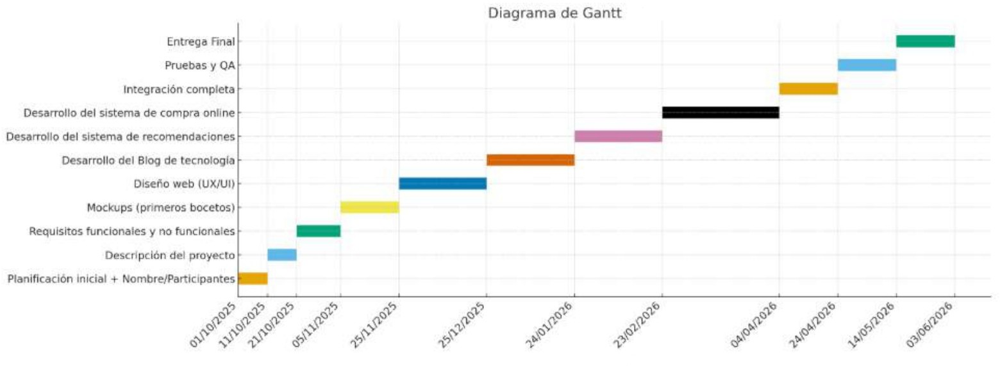 Diagrama de Gantt
Entrega Final
Pruebas y QA
Integración completa
Desarrollo del sistema de compra online
Desarrollo del sistema de recomendaciones
Desarrollo del Blog de tecnología
Diseño web (UX/UI)
Mockups (primeros bocetos)
Requisitos funcionales y no funcionales
Descripción del proyecto
Planificación inicial + Nombre/Participantes
01/10/2025
11/10/2025
21/10/2025
05/11/2025
25/11/2025
25/12/2025
24/01/2026
23/02/2026
04/04/2026
24/04/2026
14/05/2026
03/06/2026